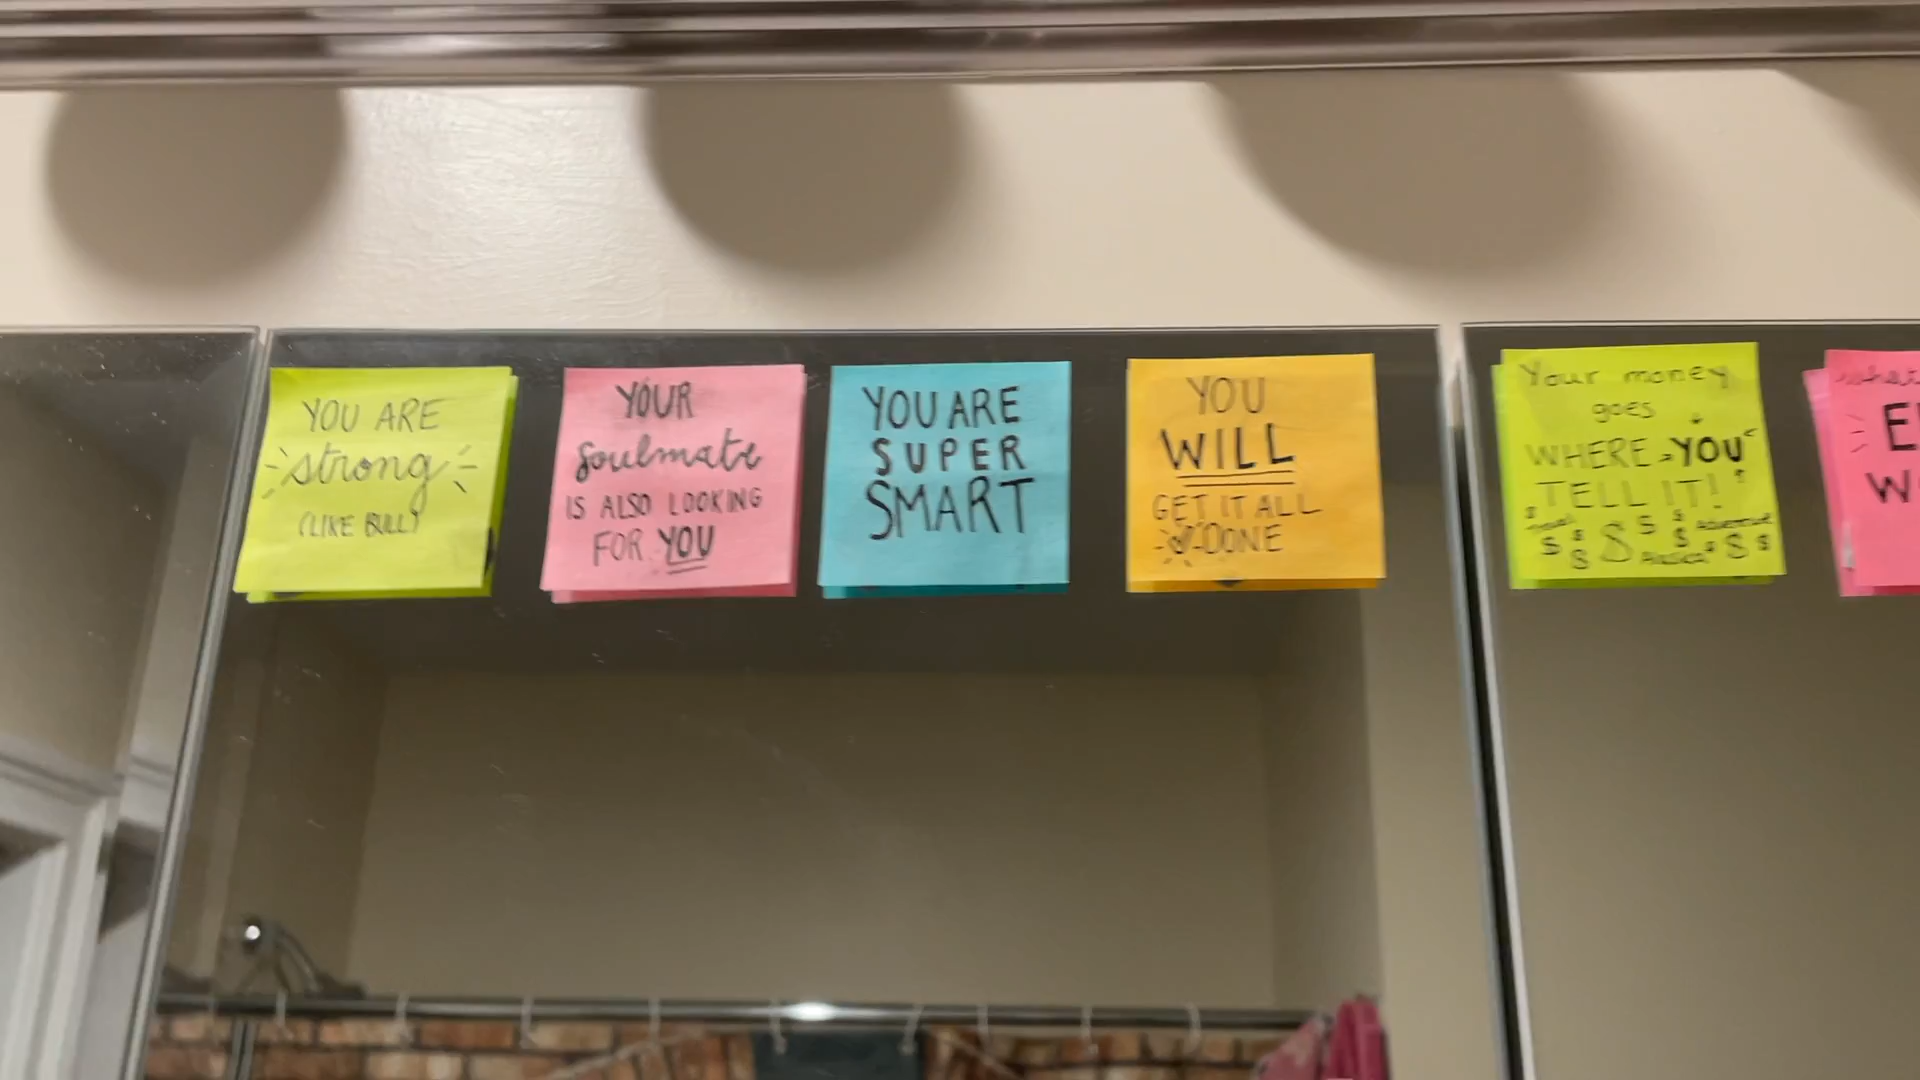 YOU ARE
strong
(LIKE BULL)
YOUR
soulmate
IS ALSO LOOKING
FOR YOU
YOU ARE
SUPER
SMART
YOU
WILL
GET IT ALL
DONE
Your money
goes
WHERE YOU
TELL IT!
$ $ $
$ $ $ $ $ $ $